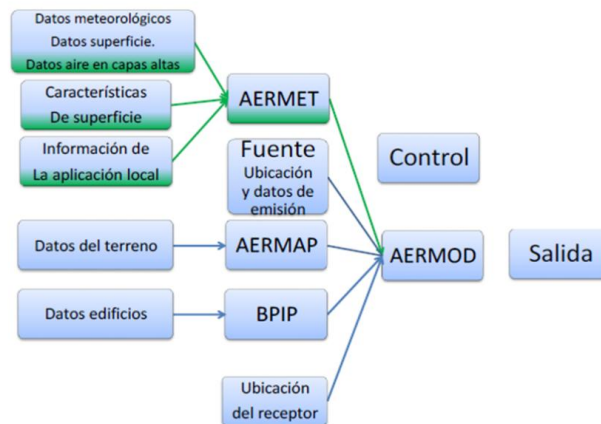 Datos meteorológicos
Datos superficie.
Datos aire en capas altas
Características
De superficie
Información de
La aplicación local
AERMET
Fuente
Ubicación
y datos de
emisión
Control
Datos del terreno
AERMAP
AERMOD
Salida
Datos edificios
BPIP
Ubicación
del receptor